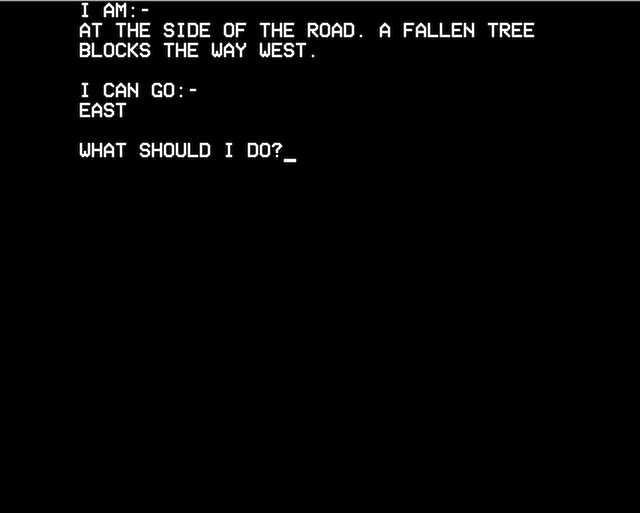 I AM:-
AT THE SIDE OF THE ROAD. A FALLEN TREE
BLOCKS THE WAY WEST.
I CAN GO:-
EAST
WHAT SHOULD I DO?_